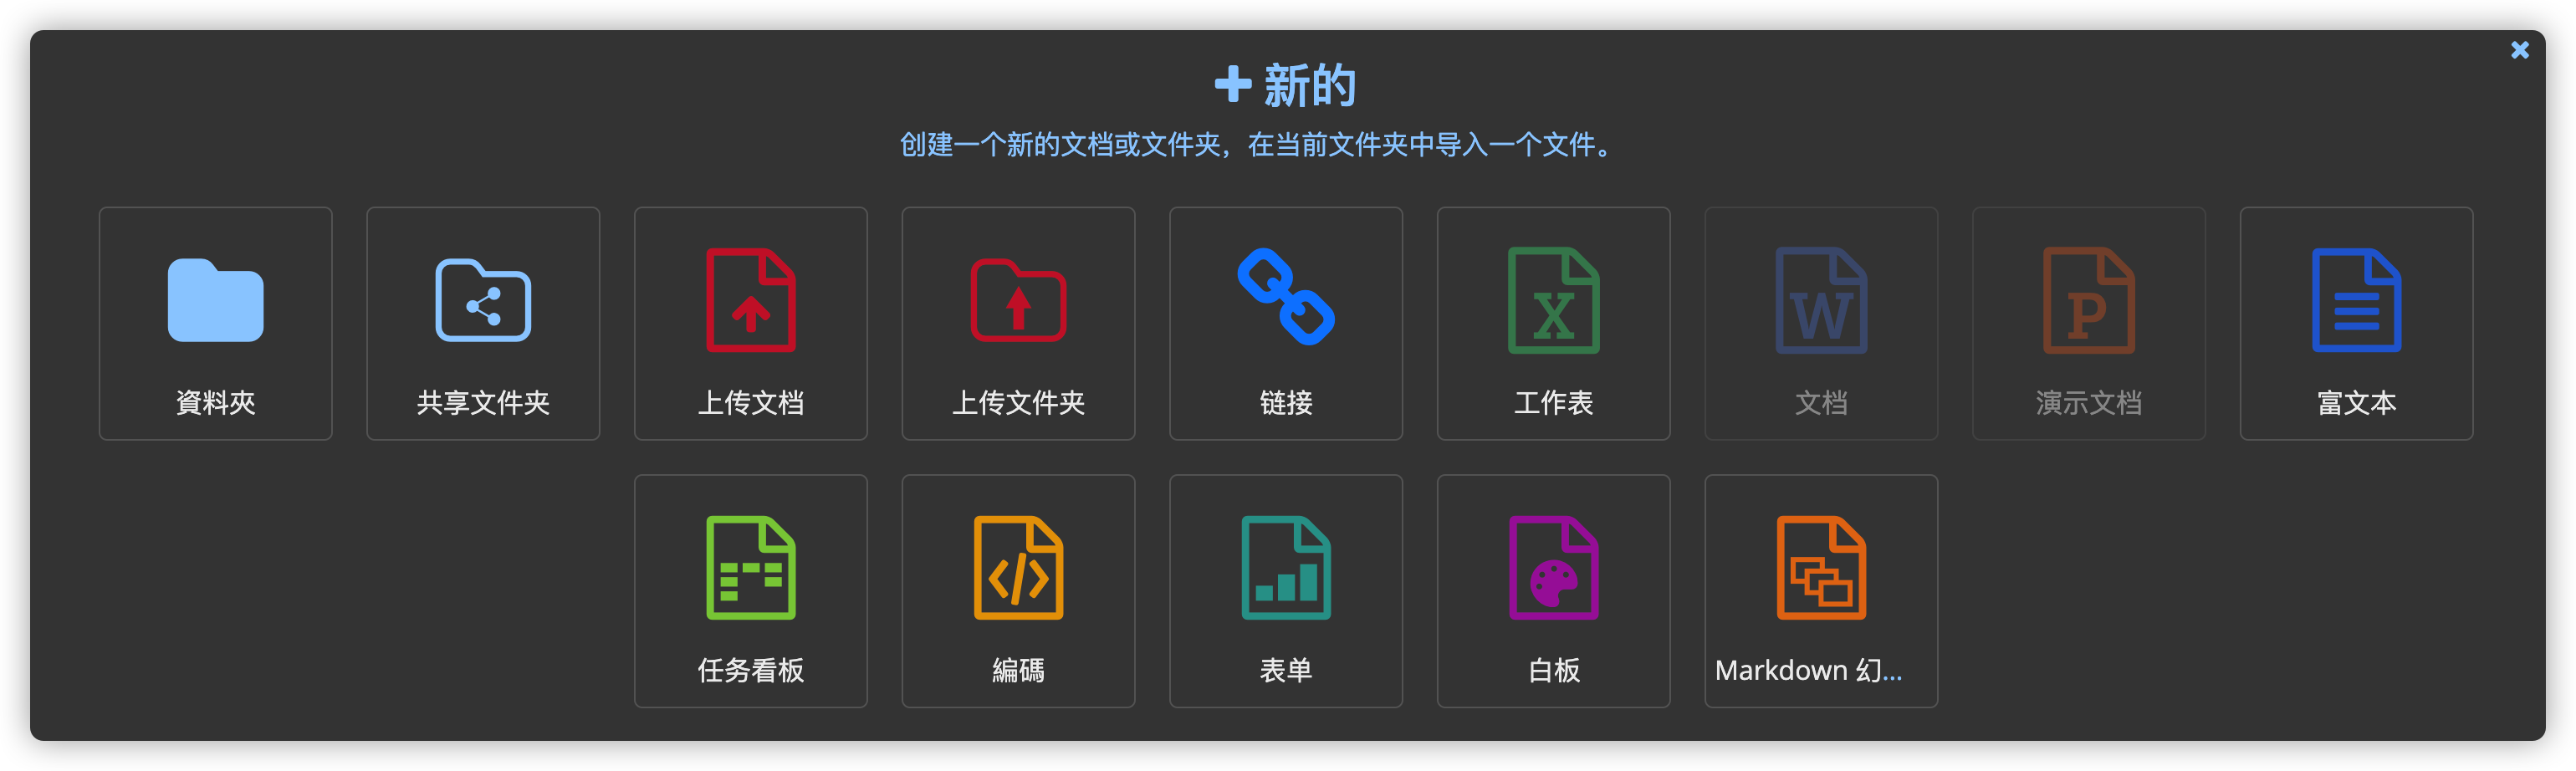 新的
创建一个新的文档或文件夹，在当前文件夹中导入一个文件。
資料夾
共享文件夹
上传文档
上传文件夹
链接
工作表
文档
演示文档
富文本
任务看板
編碼
表单
白板
Markdown 幻...